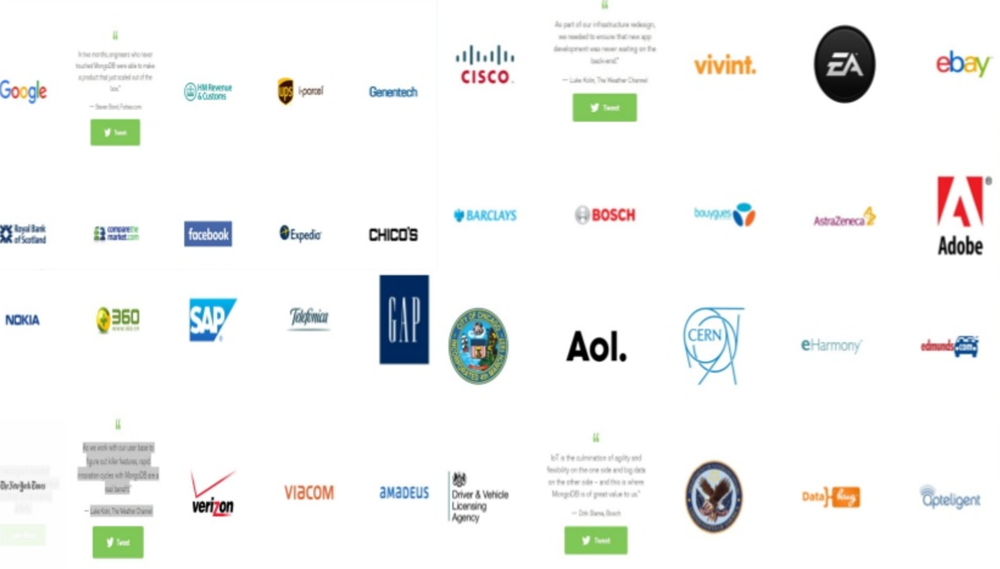 “
In two months, engineers who never
touched MongoDB were able to make
a product that just scaled out of the
box."
— Steven Bond, Forbes.com
Tweet
Google
HM Revenue
& Customs
ups i-parcel
Genentech
“
As part of our infrastructure redesign,
we needed to ensure that new app
development was never waiting on the
back-end."
— Luke Kolin, The Weather Channel
Tweet
CISCO
vivint.
EA
ebay
Royal Bank
of Scotland
comparethe
market.com
facebook
Expedia
CHICO'S
BARCLAYS
BOSCH
bouygues
AstraZeneca
Adobe ®
NOKIA
360
SAP ®
Telefónica
GAP
CITY OF CHICAGO
INCORPORATED 4th MARCH
Aol.
CERN
eHarmony
edmunds.com
The New York Times
“
As we work with our user base to
figure out killer features, rapid
innovation cycles with MongoDB are a
real benefit"
— Luke Kolin, The Weather Channel
Tweet
verizon
VIACOM
aMaDEUS
Driver & Vehicle
Licensing
Agency
“
IoT is the culmination of agility and
flexibility on the one side and big data
on the other side – and this is where
MongoDB is of great value to us."
— Dirk Slama, Bosch
Tweet
Data} hug
apteligent